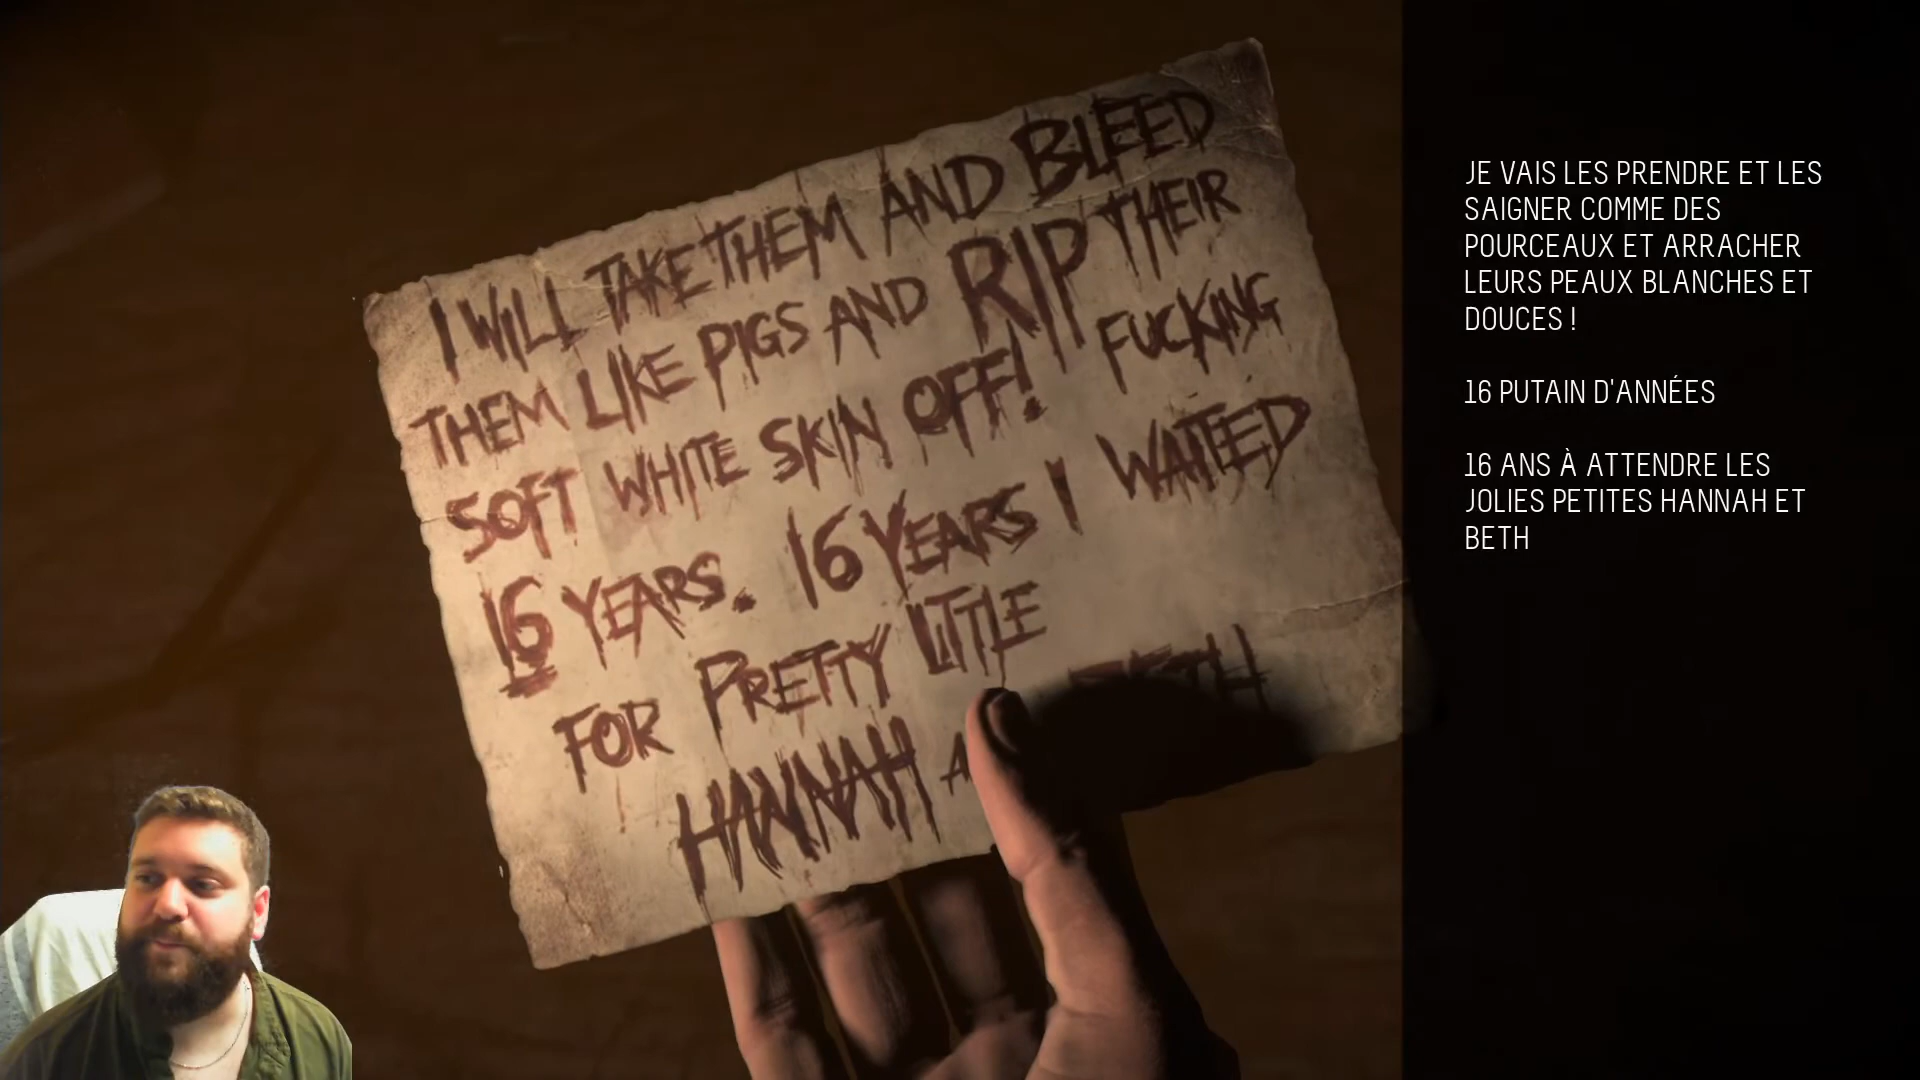 I WILL TAKE THEM AND BLEED
THEM LIKE PIGS AND RIP THEIR
SOFT WHITE SKIN OFF! FUCKING
16 YEARS. 16 YEARS I WAITED
FOR PRETTY LITTLE
HANNAH A BETH
JE VAIS LES PRENDRE ET LES
SAIGNER COMME DES
POURCEAUX ET ARRACHER
LEURS PEAUX BLANCHES ET
DOUCES !
16 PUTAIN D'ANNÉES
16 ANS À ATTENDRE LES
JOLIES PETITES HANNAH ET
BETH